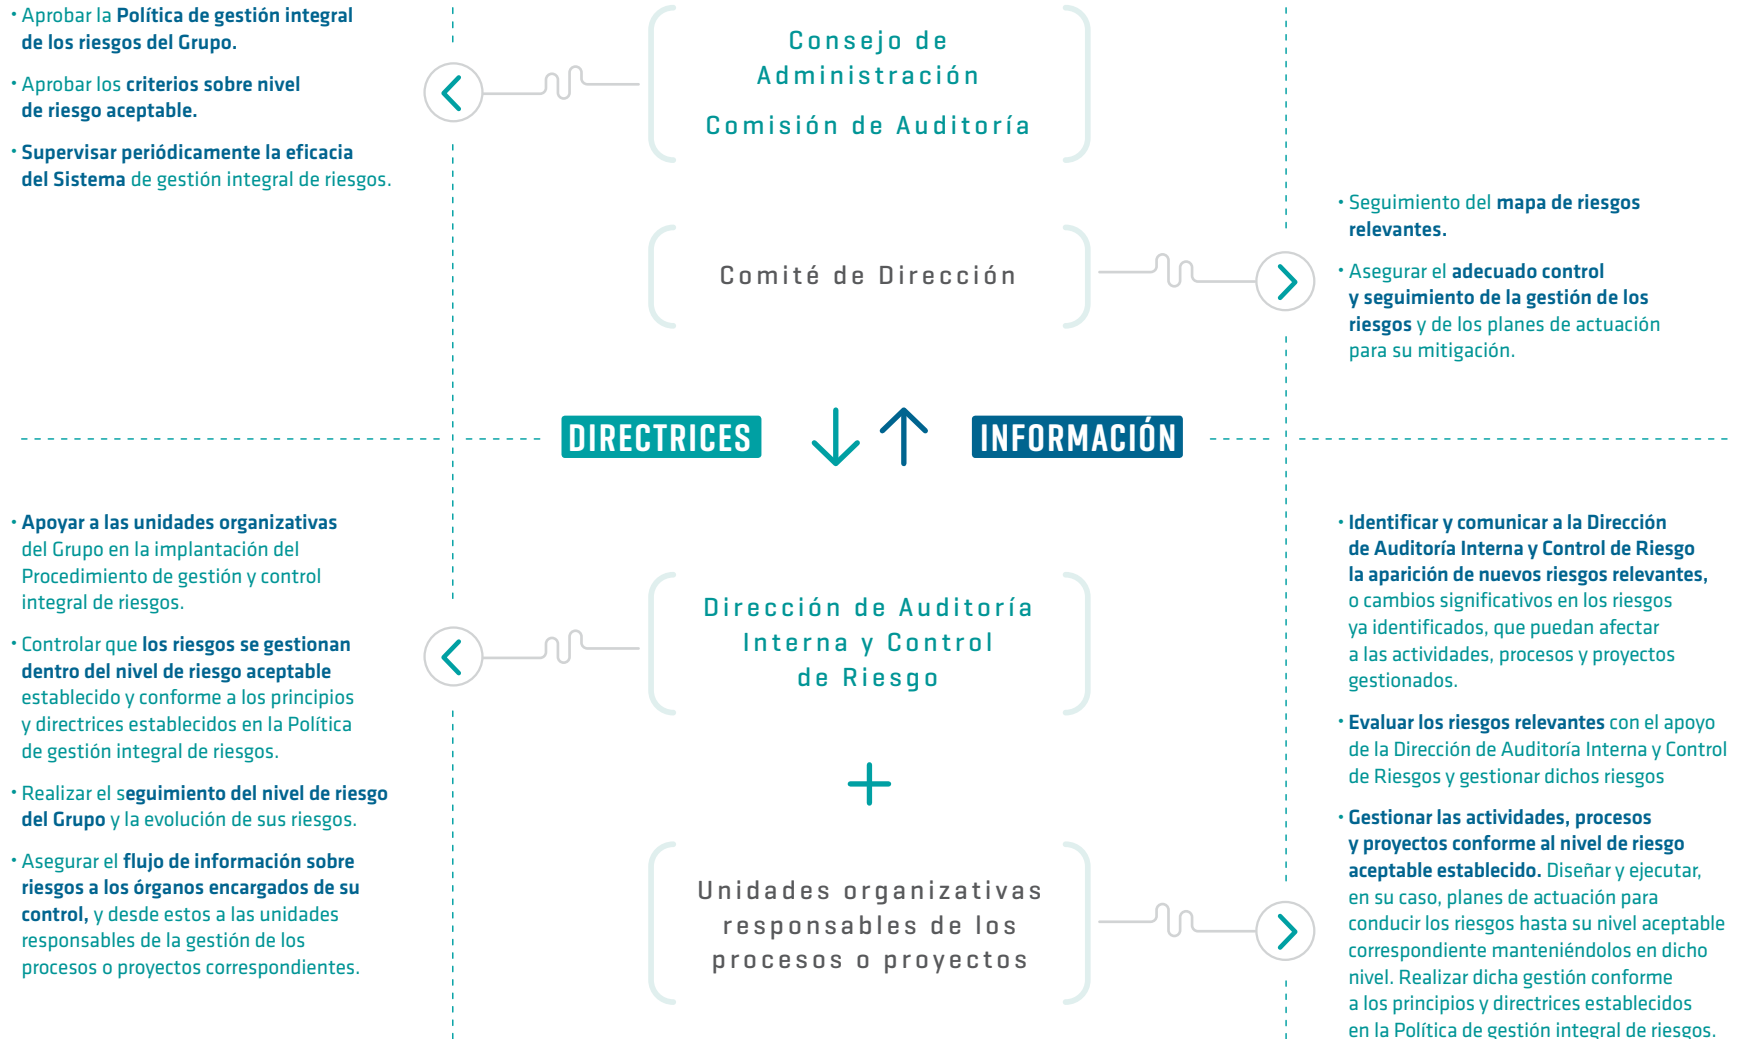 • Aprobar la Política de gestión integral
de los riesgos del Grupo.
• Aprobar los criterios sobre nivel
de riesgo aceptable.
• Supervisar periódicamente la eficacia
del Sistema de gestión integral de riesgos.
Consejo de
Administración
Comisión de Auditoría
Comité de Dirección
• Seguimiento del mapa de riesgos
relevantes.
• Asegurar el adecuado control
y seguimiento de la gestión de los
riesgos y de los planes de actuación
para su mitigación.
DIRECTRICES
INFORMACIÓN
• Apoyar a las unidades organizativas
del Grupo en la implantación del
Procedimiento de gestión y control
integral de riesgos.
• Controlar que los riesgos se gestionan
dentro del nivel de riesgo aceptable
establecido y conforme a los principios
y directrices establecidos en la Política
de gestión integral de riesgos.
• Realizar el seguimiento del nivel de riesgo
del Grupo y la evolución de sus riesgos.
• Asegurar el flujo de información sobre
riesgos a los órganos encargados de su
control, y desde estos a las unidades
responsables de la gestión de los
procesos o proyectos correspondientes.
Dirección de Auditoría
Interna y Control
de Riesgo
+
Unidades organizativas
responsables de los
procesos o proyectos
• Identificar y comunicar a la Dirección
de Auditoría Interna y Control de Riesgo
la aparición de nuevos riesgos relevantes,
o cambios significativos en los riesgos
ya identificados, que puedan afectar
a las actividades, procesos y proyectos
gestionados.
• Evaluar los riesgos relevantes con el apoyo
de la Dirección de Auditoría Interna y Control
de Riesgos y gestionar dichos riesgos
• Gestionar las actividades, procesos
y proyectos conforme al nivel de riesgo
aceptable establecido. Diseñar y ejecutar,
en su caso, planes de actuación para
conducir los riesgos hasta su nivel aceptable
correspondiente manteniéndolos en dicho
nivel. Realizar dicha gestión conforme
a los principios y directrices establecidos
en la Política de gestión integral de riesgos.